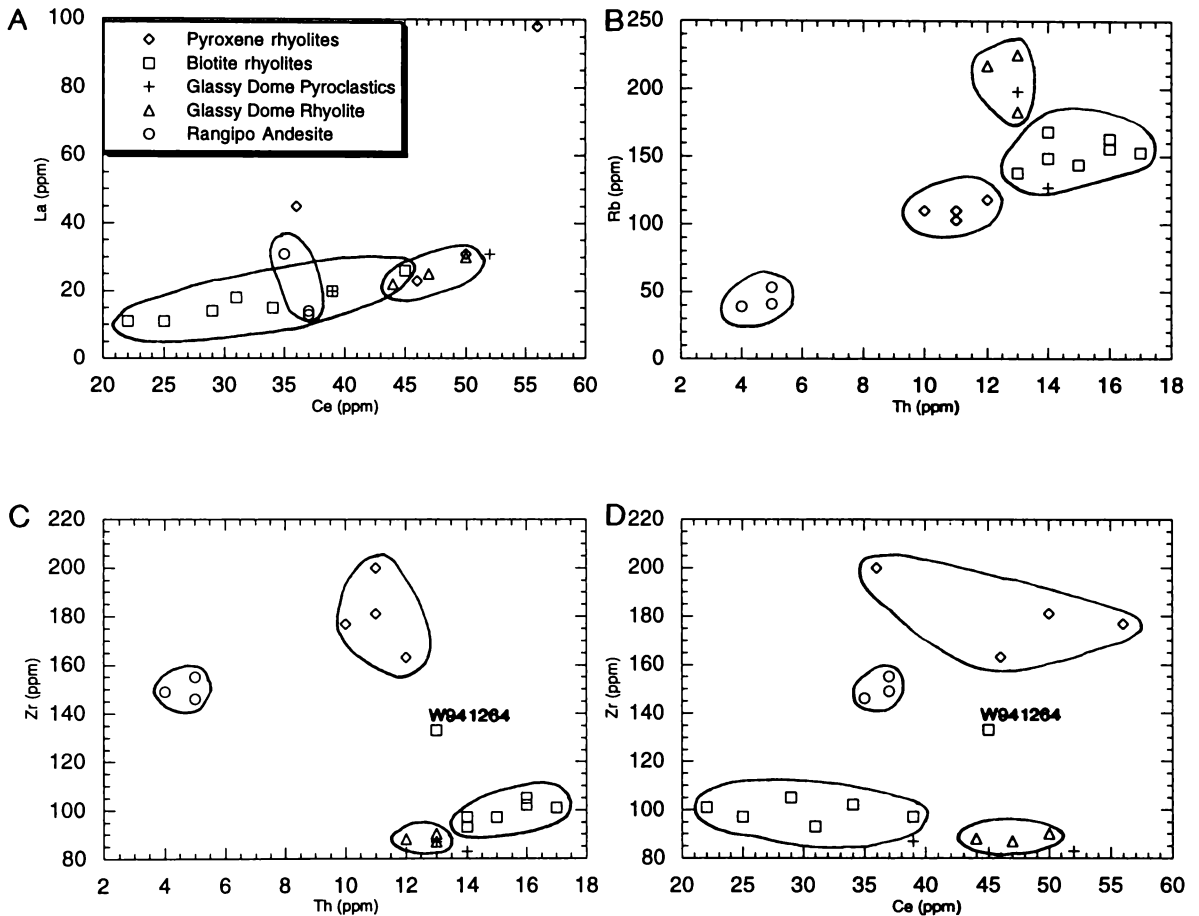 A
100
80
60
40
20
0
La (ppm)
Pyroxene rhyolites
Biotite rhyolites
Glassy Dome Pyroclastics
Glassy Dome Rhyolite
Rangipo Andesite
20 25 30 35 40 45 50 55 60
Ce (ppm)
B
250
200
150
100
50
0
Rb (ppm)
2 4 6 8 10 12 14 16 18
Th (ppm)
C
220
200
180
160
140
120
100
80
Zr (ppm)
W941264
2 4 6 8 10 12 14 16 18
Th (ppm)
D
220
200
180
160
140
120
100
80
Zr (ppm)
W941264
20 25 30 35 40 45 50 55 60
Ce (ppm)